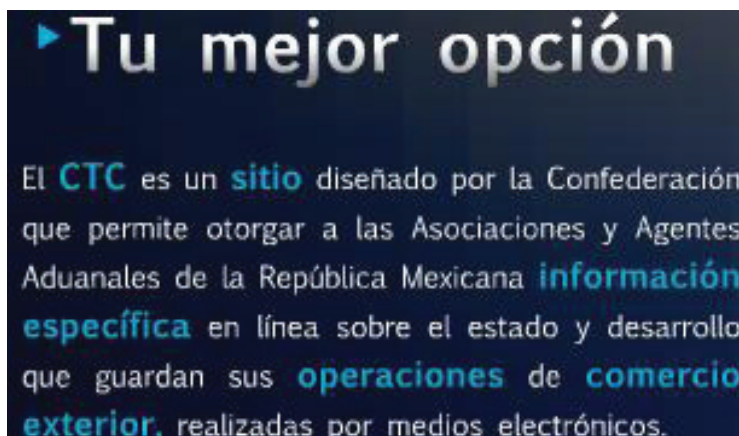 Tu mejor opción
El CTC es un sitio diseñado por la Confederación
que permite otorgar a las Asociaciones y Agentes
Aduanales de la República Mexicana información
específica en línea sobre el estado y desarrollo
que guardan sus operaciones de comercio
exterior, realizadas por medios electrónicos.